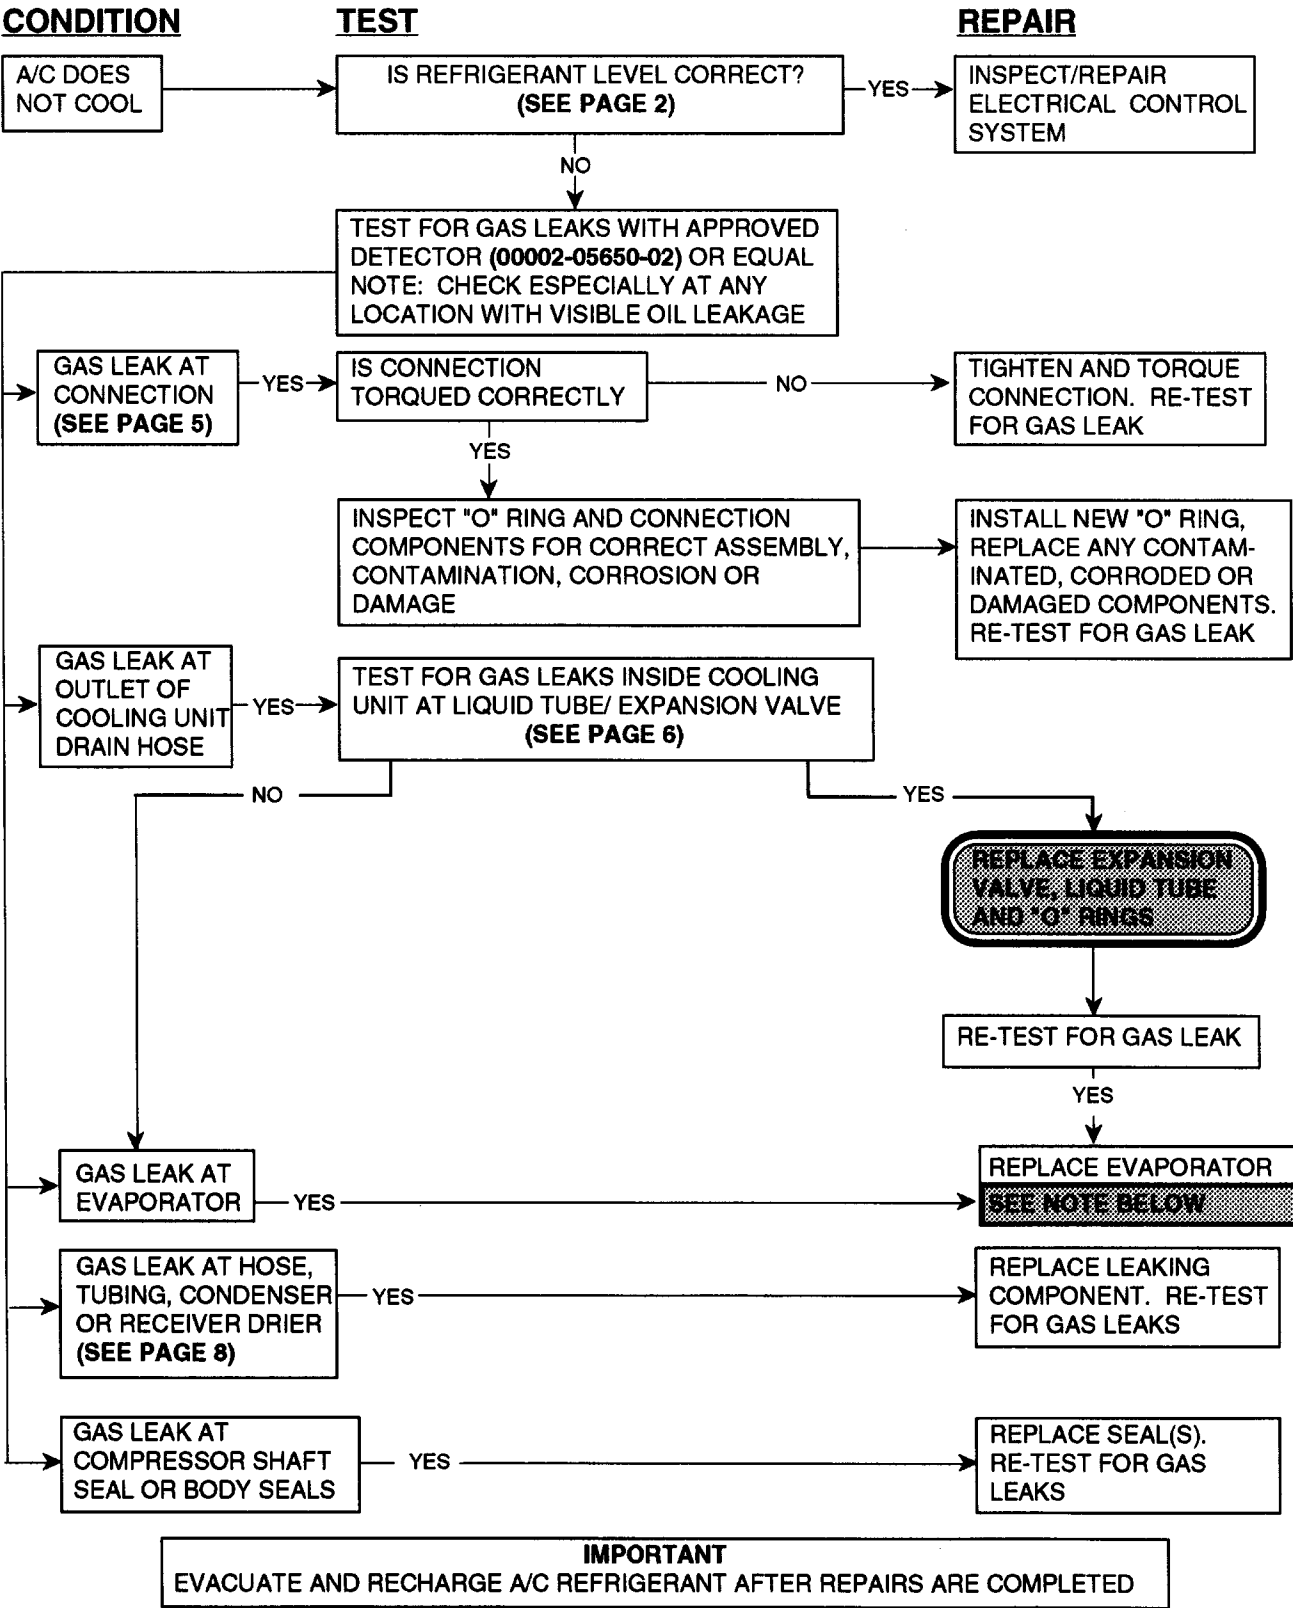 CONDITION TEST REPAIR
A/C DOES
NOT COOL
IS REFRIGERANT LEVEL CORRECT?
(SEE PAGE 2)
YES
INSPECT/REPAIR
ELECTRICAL CONTROL
SYSTEM
NO
TEST FOR GAS LEAKS WITH APPROVED
DETECTOR (00002-05650-02) OR EQUAL
NOTE: CHECK ESPECIALLY AT ANY
LOCATION WITH VISIBLE OIL LEAKAGE
GAS LEAK AT
CONNECTION
(SEE PAGE 5)
YES
IS CONNECTION
TORQUED CORRECTLY
NO
TIGHTEN AND TORQUE
CONNECTION. RE-TEST
FOR GAS LEAK
YES
INSPECT "O" RING AND CONNECTION
COMPONENTS FOR CORRECT ASSEMBLY,
CONTAMINATION, CORROSION OR
DAMAGE
INSTALL NEW "O" RING,
REPLACE ANY CONTAM-
INATED, CORRODED OR
DAMAGED COMPONENTS.
RE-TEST FOR GAS LEAK
GAS LEAK AT
OUTLET OF
COOLING UNIT
DRAIN HOSE
YES
TEST FOR GAS LEAKS INSIDE COOLING
UNIT AT LIQUID TUBE/ EXPANSION VALVE
(SEE PAGE 6)
NO
YES
REPLACE EXPANSION
VALVE, LIQUID TUBE
AND "O" RINGS
RE-TEST FOR GAS LEAK
YES
GAS LEAK AT
EVAPORATOR
YES
REPLACE EVAPORATOR
SEE NOTE BELOW
GAS LEAK AT HOSE,
TUBING, CONDENSER
OR RECEIVER DRIER
(SEE PAGE 8)
YES
REPLACE LEAKING
COMPONENT. RE-TEST
FOR GAS LEAKS
GAS LEAK AT
COMPRESSOR SHAFT
SEAL OR BODY SEALS
YES
REPLACE SEAL(S).
RE-TEST FOR GAS
LEAKS
IMPORTANT
EVACUATE AND RECHARGE A/C REFRIGERANT AFTER REPAIRS ARE COMPLETED